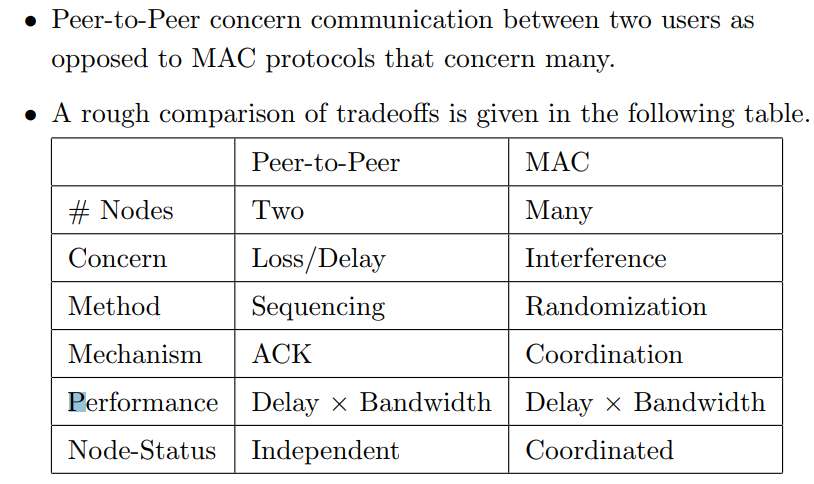 • Peer-to-Peer concern communication between two users as
opposed to MAC protocols that concern many.
• A rough comparison of tradeoffs is given in the following table.
Peer-to-Peer MAC
# Nodes Two Many
Concern Loss/Delay Interference
Method Sequencing Randomization
Mechanism ACK Coordination
Performance Delay × Bandwidth Delay × Bandwidth
Node-Status Independent Coordinated